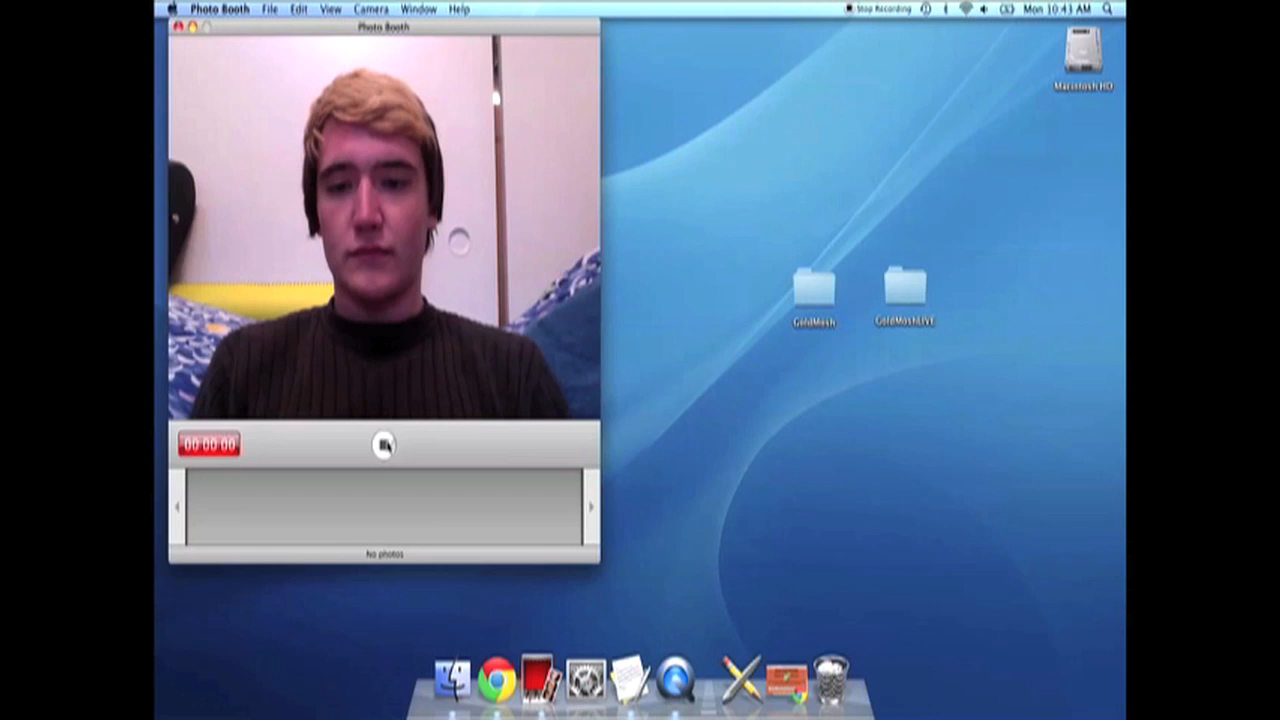 Photo Booth File Edit View Camera Window Help
Stop Recording Mon 10:43 AM
Photo Booth
Macintosh HD
GoldMosh
GoldMoshLIVE
00:00:00
No photos